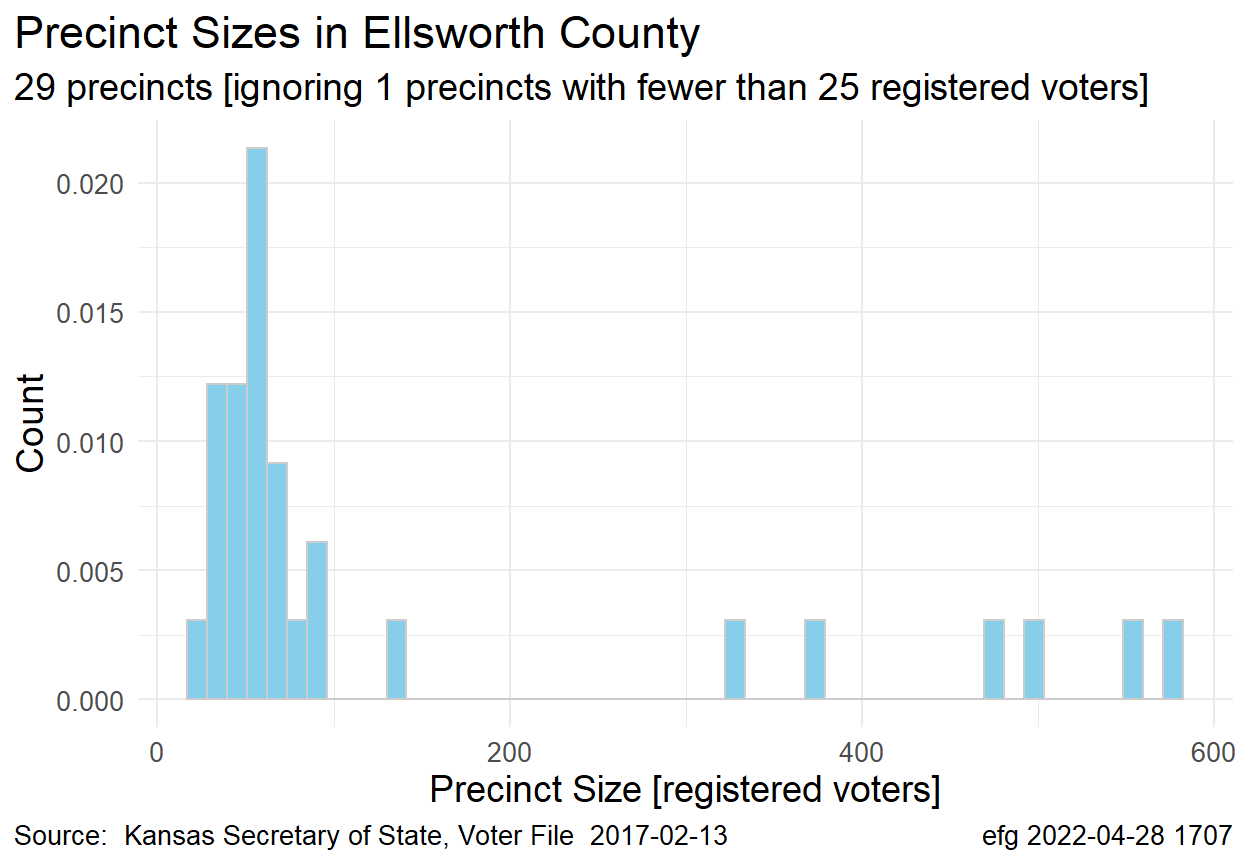 Precinct Sizes in Ellsworth County
29 precincts [ignoring 1 precincts with fewer than 25 registered voters]
0.020
0.015
0.010
0.005
0.000
Count
0
200
400
600
Precinct Size [registered voters]
Source:  Kansas Secretary of State, Voter File  2017-02-13
efg 2022-04-28 1707